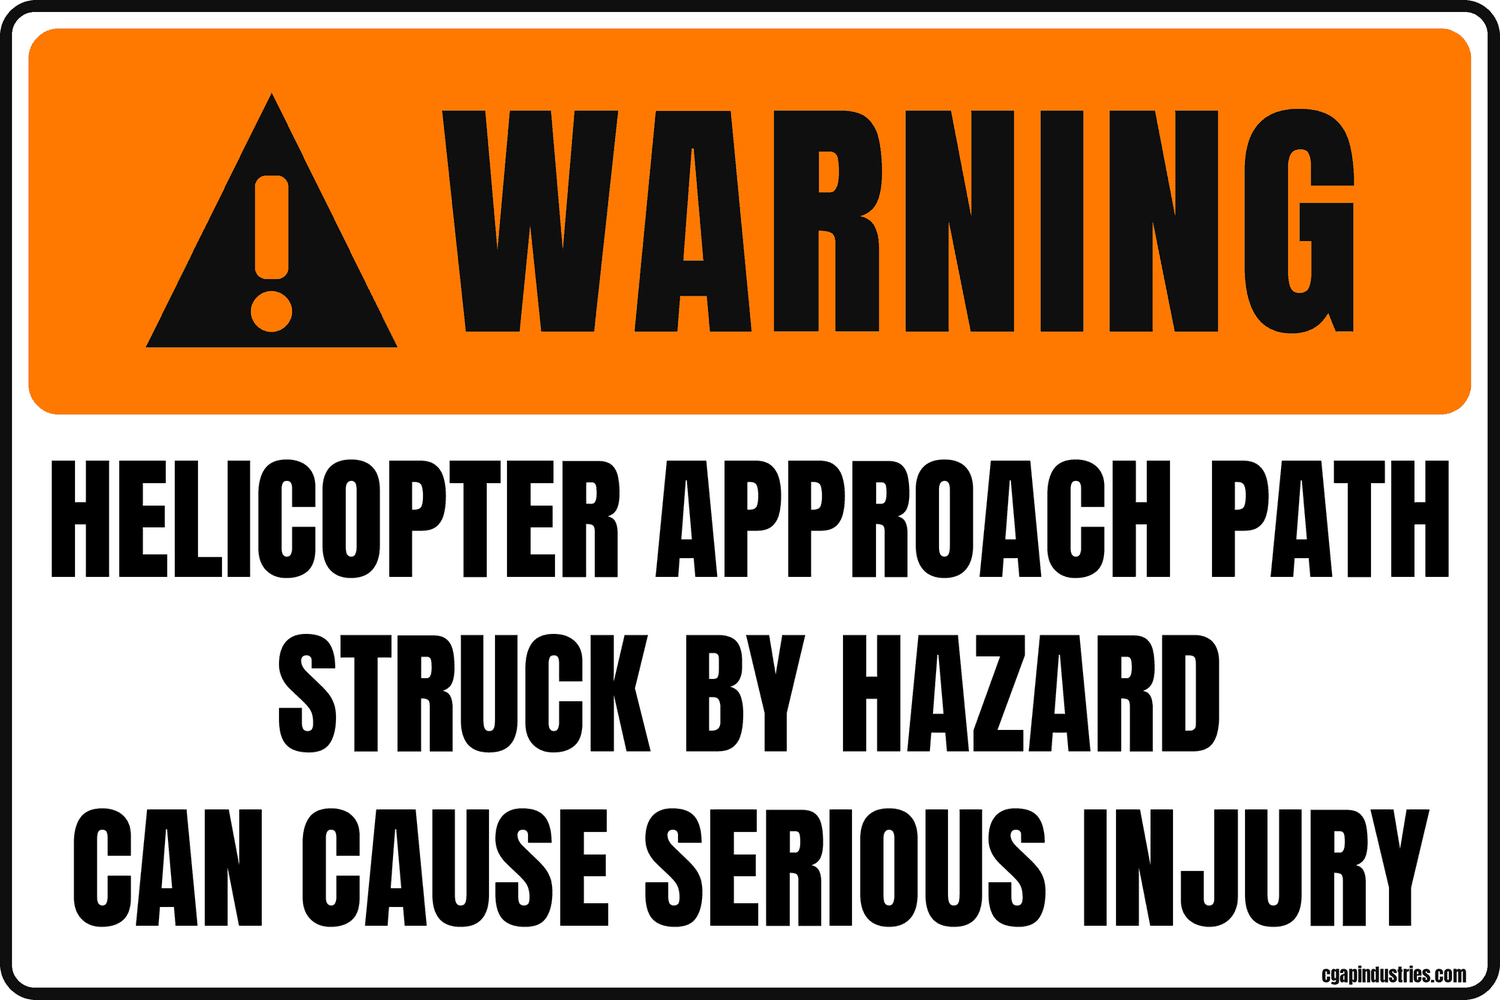 WARNING
HELICOPTER APPROACH PATH
STRUCK BY HAZARD
CAN CAUSE SERIOUS INJURY
cgapindustries.com